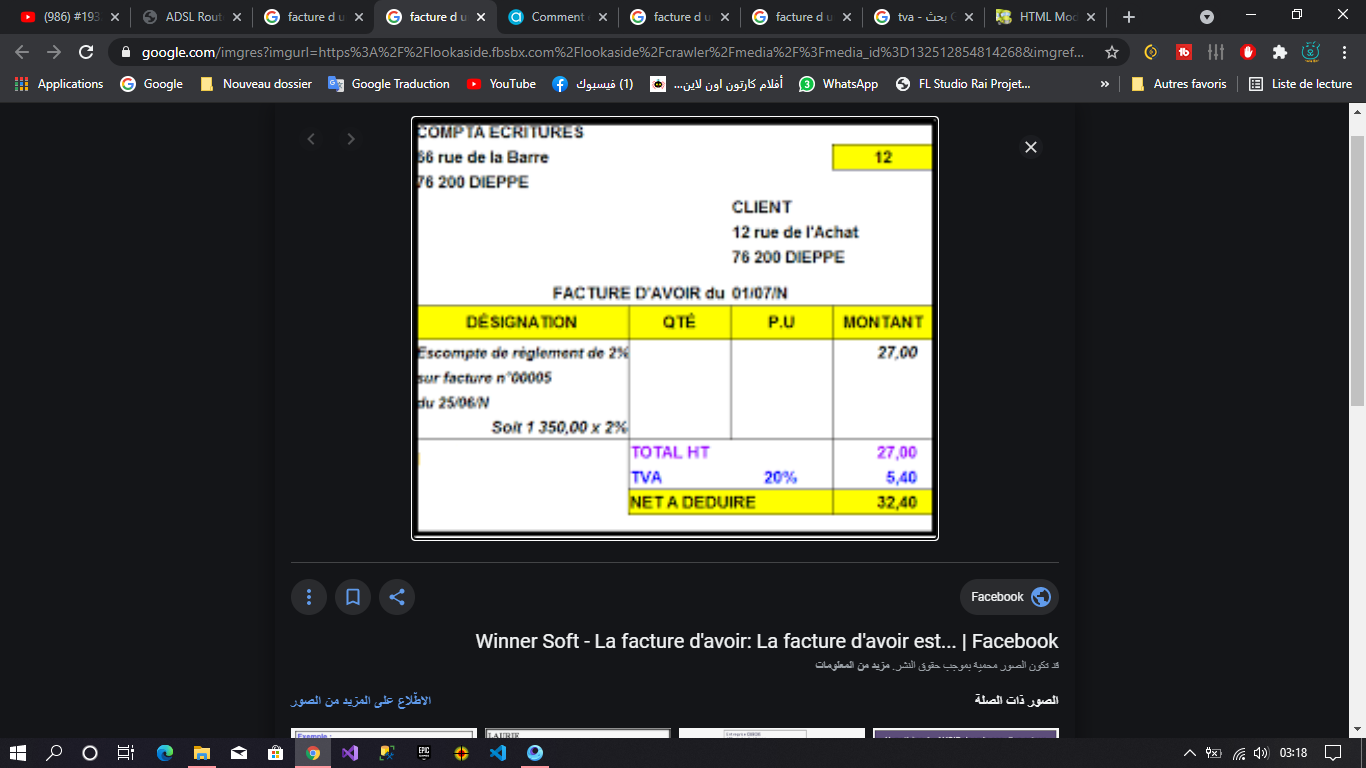 (986) #193
ADSL Rout
facture d u
facture d u
Comment
facture d u
facture d u
tva - بحث
HTML Mod
google.com/imgres?imgurl=https%3A%2F%2Flookaside.fbsbx.com%2Flookaside%2Fcrawler%2Fmedia%2F%3Fmedia_id%3D1325128548142688&imgref...
Applications
Google
Nouveau dossier
Google Traduction
YouTube
(1) فيسبوك
أفلام كارتون اون لاين...
WhatsApp
FL Studio Rai Projet...
»
Autres favoris
Liste de lecture
COMPTA ECRITURES
66 rue de la Barre
12
76 200 DIEPPE
CLIENT
12 rue de l'Achat
76 200 DIEPPE
FACTURE D'AVOIR du 01/07/N
DÉSIGNATION QTÉ P.U MONTANT
Escompte de règlement de 2% 27,00
sur facture n°00005
du 25/06/N
Soit 1 350,00 x 2%
TOTAL HT 27,00
TVA 20% 5,40
NET A DEDUIRE 32,40
Facebook
Winner Soft - La facture d'avoir: La facture d'avoir est... | Facebook
قد تكون الصور محمية بموجب حقوق النشر. مزيد من المعلومات
الصور ذات الصلة
الاطّلاع على المزيد من الصور
Exemple :
LAURIE
03:18